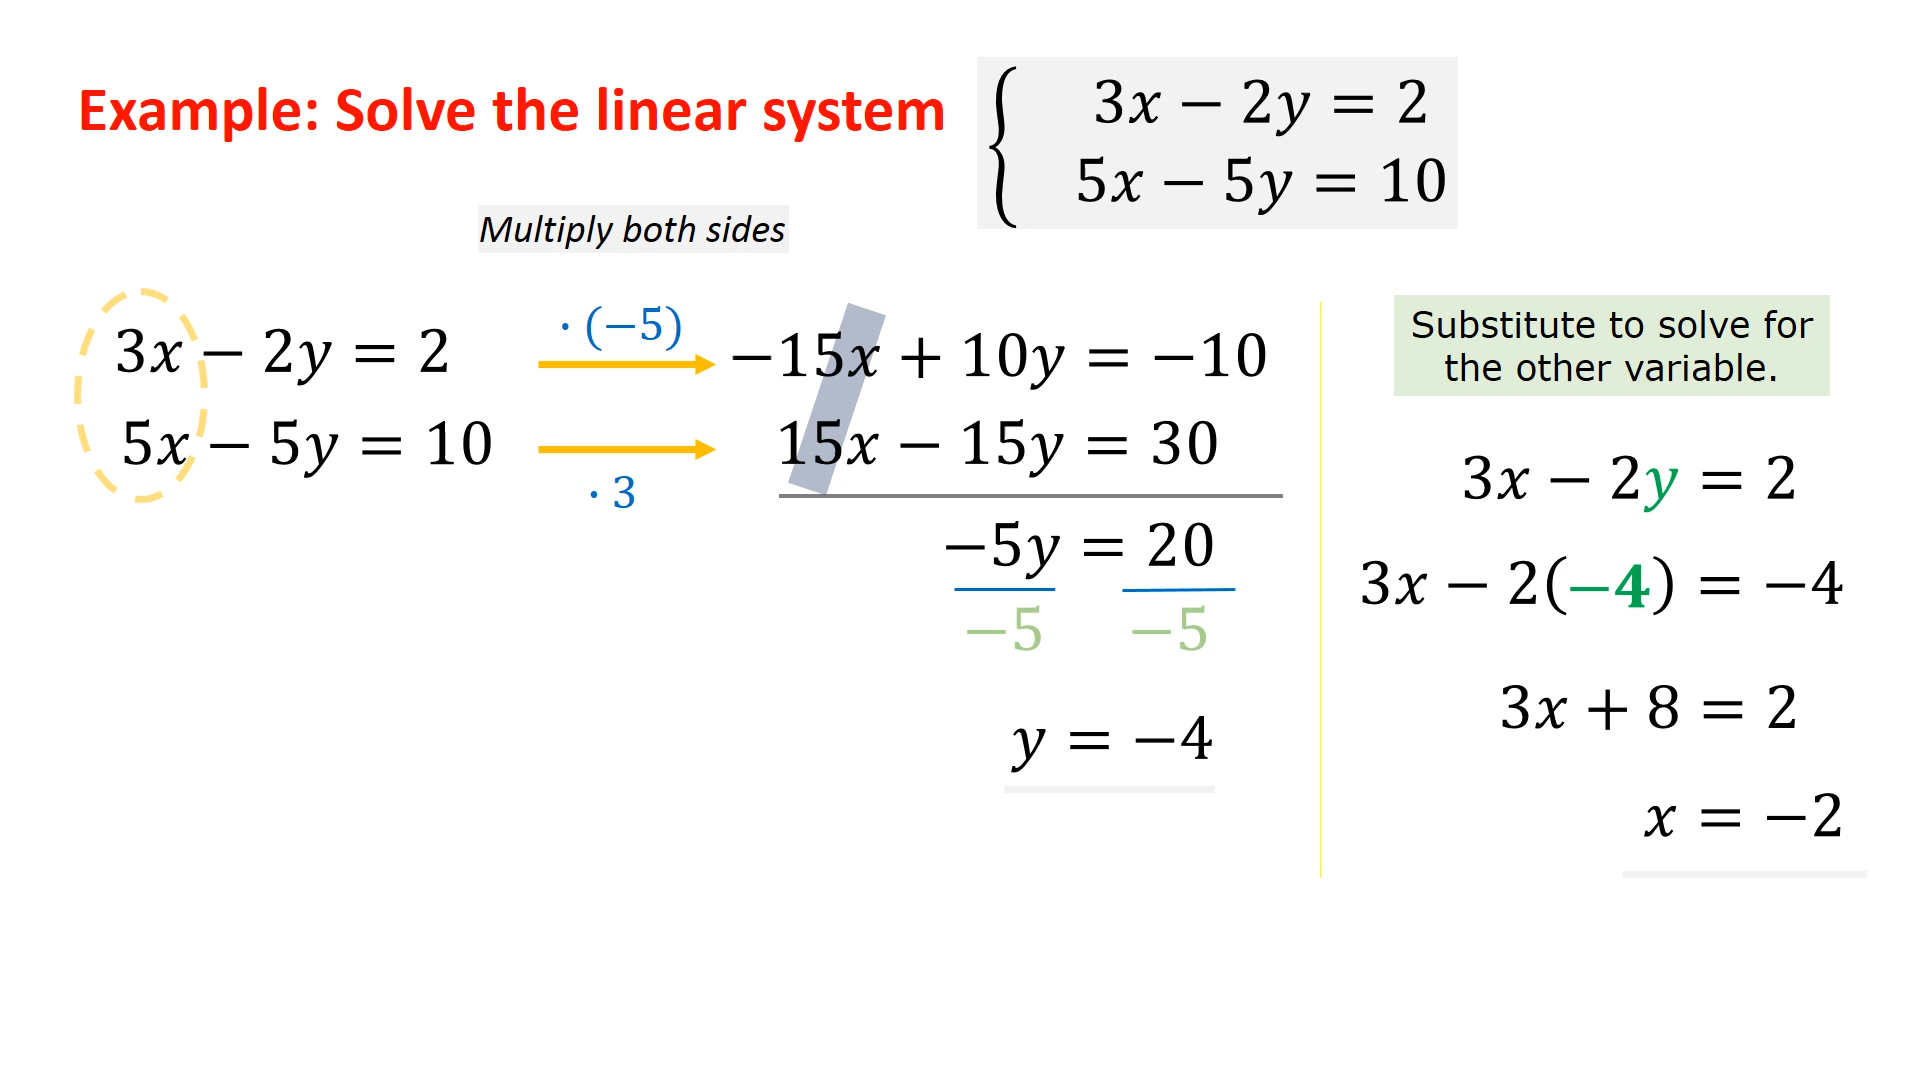 Example: Solve the linear system
3x − 2y = 2
5x − 5y = 10
Multiply both sides
3x − 2y = 2
· (−5)
−15x + 10y = −10
5x − 5y = 10
· 3
15x − 15y = 30
−5y = 20
−5 −5
y = −4
Substitute to solve for
the other variable.
3x − 2y = 2
3x − 2(−4) = −4
3x + 8 = 2
x = −2